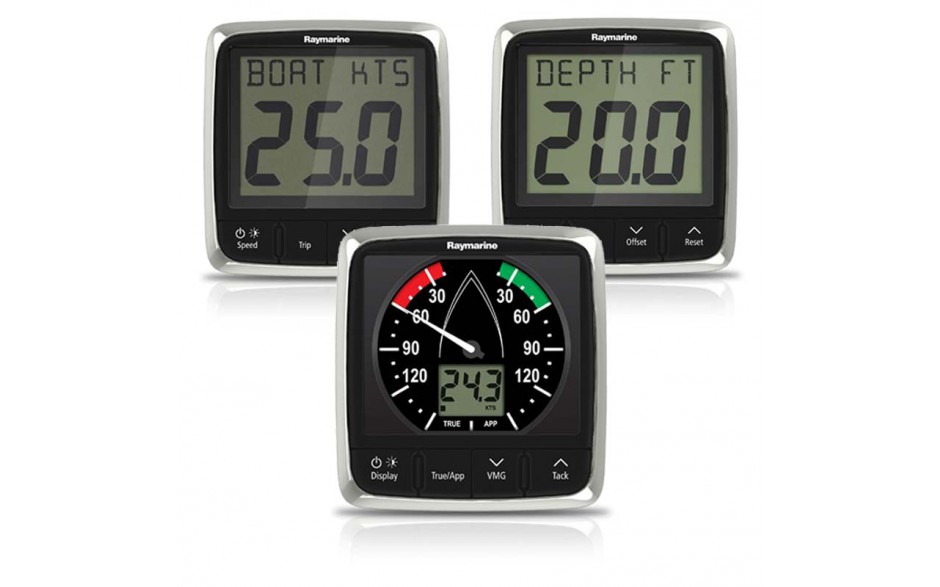 Raymarine
BOAT KTS
25.0
Speed
Trip
Raymarine
DEPTH FT
20.0
Offset
Reset
Raymarine
30 30
60 60
90 90
120 120
24.3
KTS
TRUE APP
Display
True/App
VMG
Tack